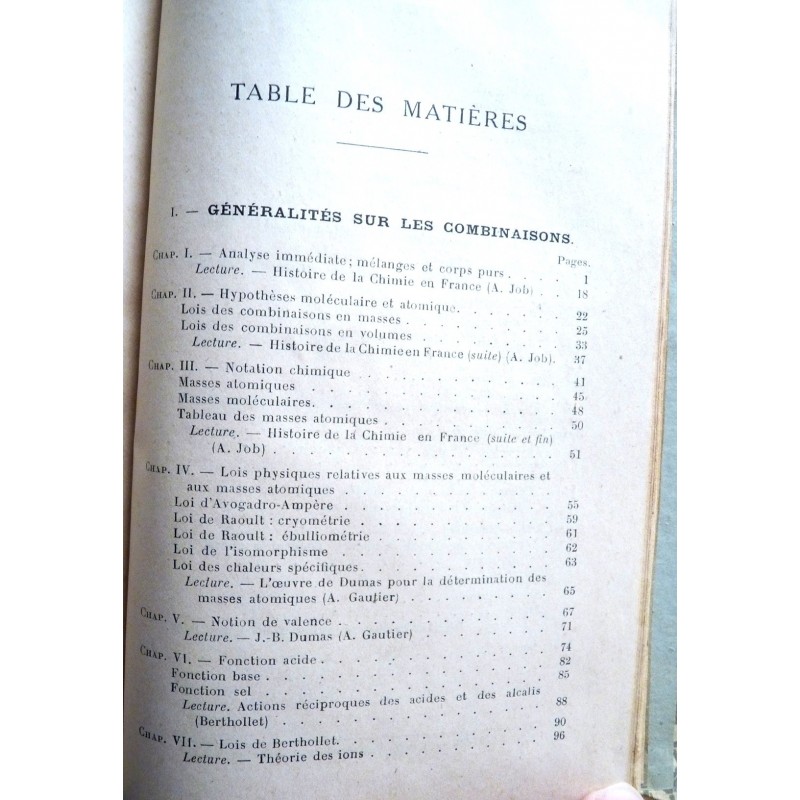 TABLE DES MATIÈRES
I. — GÉNÉRALITÉS SUR LES COMBINAISONS.
Pages.
CHAP. I. — Analyse immédiate; mélanges et corps purs . . . . 1
Lecture. — Histoire de la Chimie en France (A. Job) . . 18
CHAP. II. — Hypothèses moléculaire et atomique. . . . . . 22
Lois des combinaisons en masses . . . . . . . . 25
Lois des combinaisons en volumes . . . . . . . . 33
Lecture. — Histoire de la Chimie en France (suite) (A. Job). 37
CHAP. III. — Notation chimique . . . . . . . . . . 41
Masses atomiques . . . . . . . . . . . . 45
Masses moléculaires. . . . . . . . . . . . 48
Tableau des masses atomiques . . . . . . . . . 50
Lecture. — Histoire de la Chimie en France (suite et fin)
(A. Job) . . . . . . . . . . . . . 51
CHAP. IV. — Lois physiques relatives aux masses moléculaires et
aux masses atomiques . . . . . . . . . .
Loi d'Avogadro-Ampère . . . . . . . . . . 55
Loi de Raoult : cryométrie . . . . . . . . . 59
Loi de Raoult : ébulliométrie . . . . . . . . 61
Loi de l'isomorphisme . . . . . . . . . . 62
Loi des chaleurs spécifiques. . . . . . . . . 63
Lecture. — L'œuvre de Dumas pour la détermination des
masses atomiques (A. Gautier) . . . . . . . 65
CHAP. V. — Notion de valence . . . . . . . . . . 67
Lecture. — J.-B. Dumas (A. Gautier) . . . . . . 71
CHAP. VI. — Fonction acide . . . . . . . . . . . 74
Fonction base . . . . . . . . . . . . . 82
Fonction sel . . . . . . . . . . . . . 85
Lecture. Actions réciproques des acides et des alcalis
(Berthollet) . . . . . . . . . . . . 88
CHAP. VII. — Lois de Berthollet. . . . . . . . . . 90
Lecture. — Théorie des ions . . . . . . . . . 96